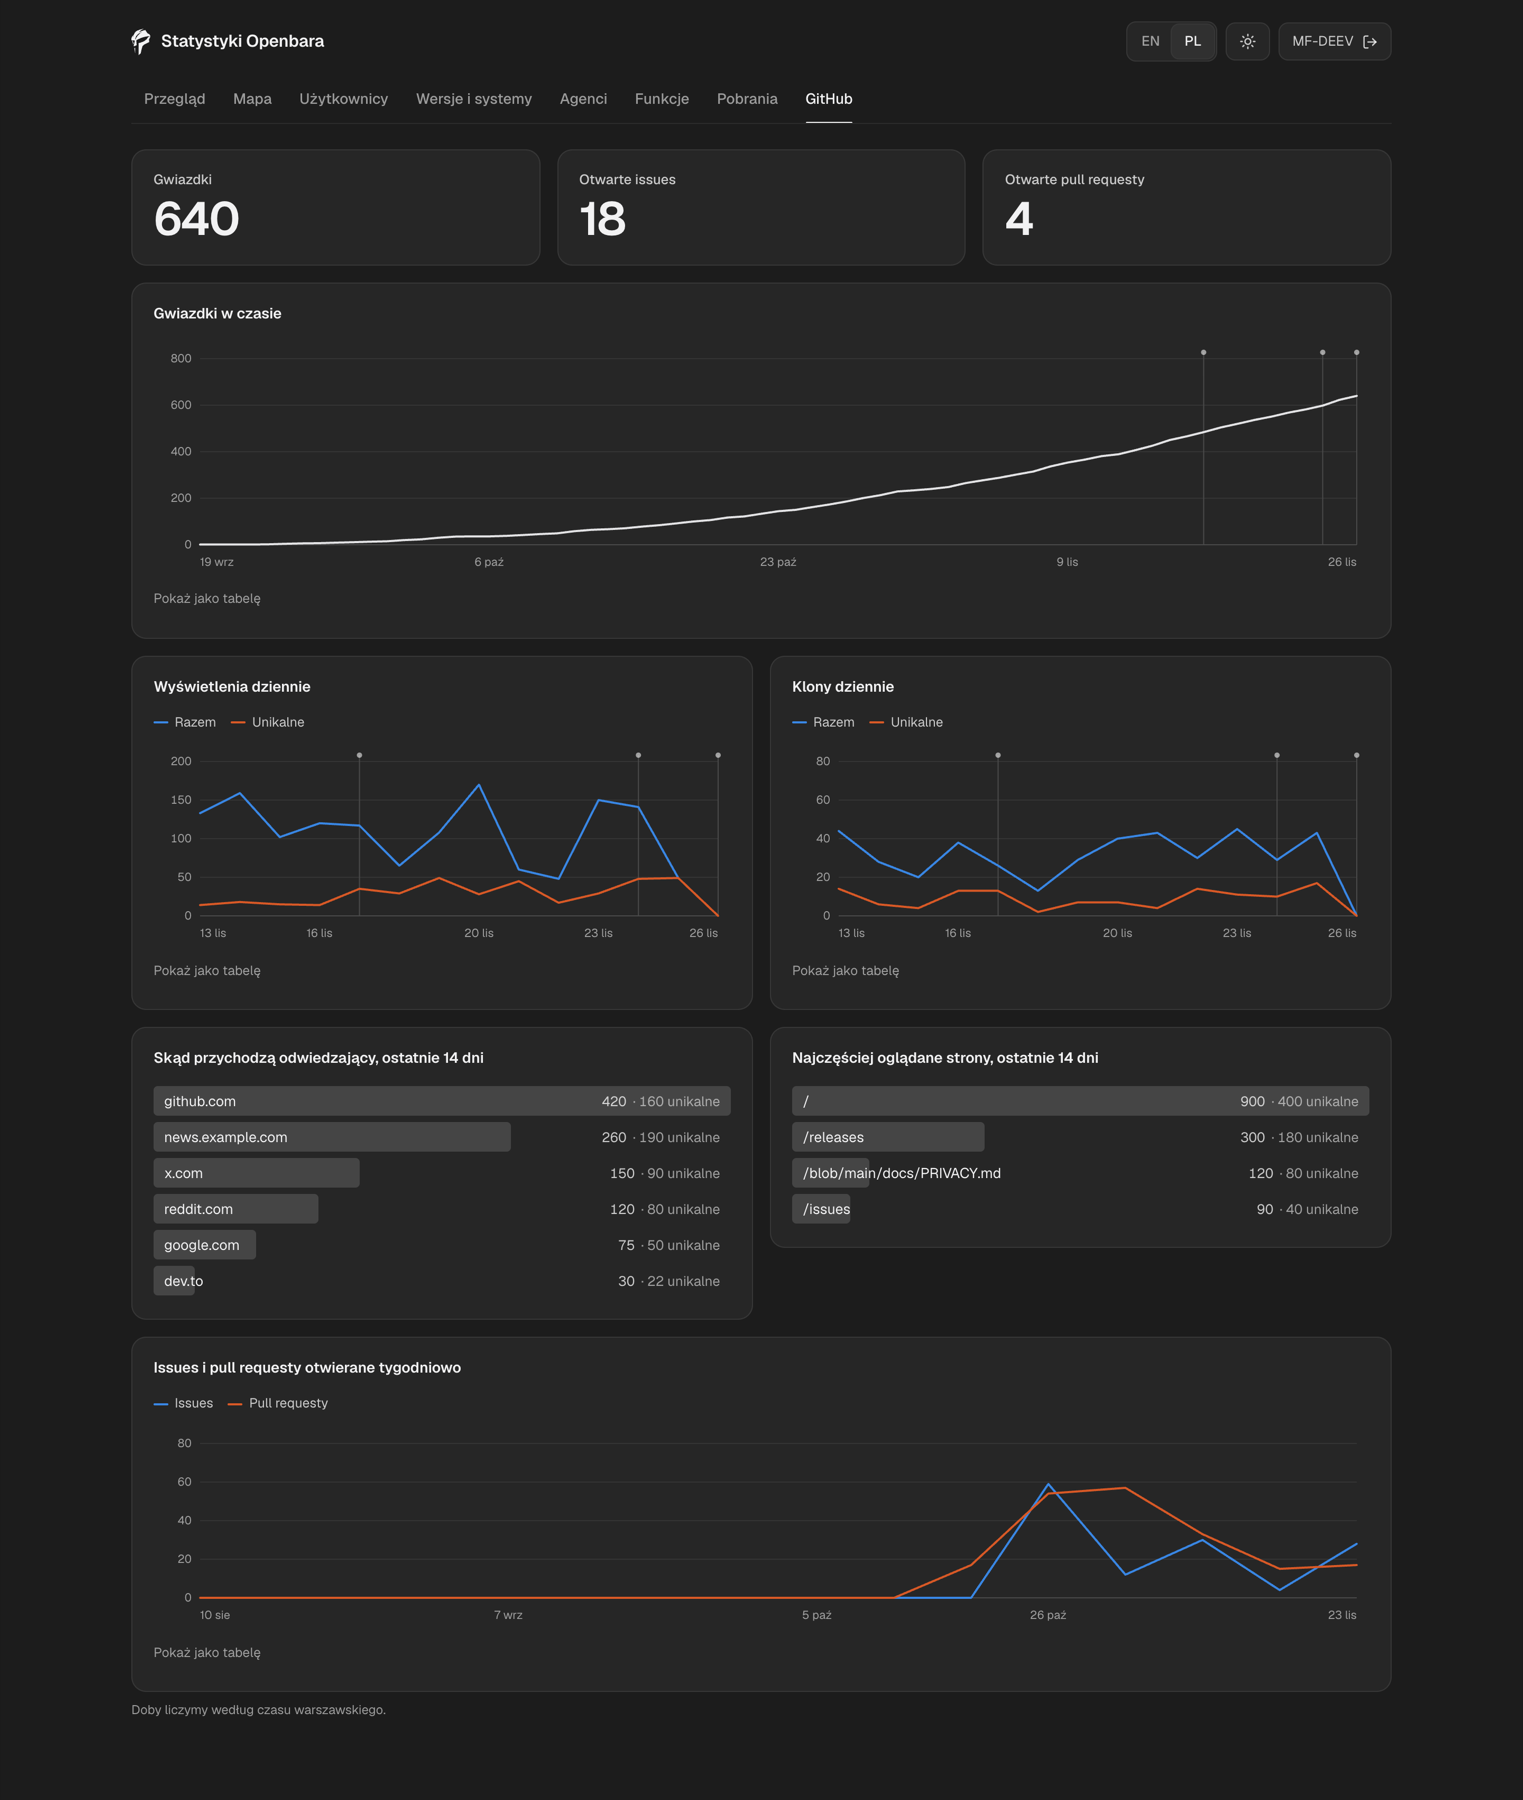 Statystyki Openbara
EN PL MF-DEEV
Przegląd Mapa Użytkownicy Wersje i systemy Agenci Funkcje Pobrania GitHub
Gwiazdki
640
Otwarte issues
18
Otwarte pull requesty
4
Gwiazdki w czasie
800
600
400
200
0
19 wrz 6 paź 23 paź 9 lis 26 lis
Pokaż jako tabelę
Wyświetlenia dziennie
Razem Unikalne
200
150
100
50
0
13 lis 16 lis 20 lis 23 lis 26 lis
Pokaż jako tabelę
Klony dziennie
Razem Unikalne
80
60
40
20
0
13 lis 16 lis 20 lis 23 lis 26 lis
Pokaż jako tabelę
Skąd przychodzą odwiedzający, ostatnie 14 dni
github.com 420 · 160 unikalne
news.example.com 260 · 190 unikalne
x.com 150 · 90 unikalne
reddit.com 120 · 80 unikalne
google.com 75 · 50 unikalne
dev.to 30 · 22 unikalne
Najczęściej oglądane strony, ostatnie 14 dni
/ 900 · 400 unikalne
/releases 300 · 180 unikalne
/blob/main/docs/PRIVACY.md 120 · 80 unikalne
/issues 90 · 40 unikalne
Issues i pull requesty otwierane tygodniowo
Issues Pull requesty
80
60
40
20
0
10 sie 7 wrz 5 paź 26 paź 23 lis
Pokaż jako tabelę
Doby liczymy według czasu warszawskiego.